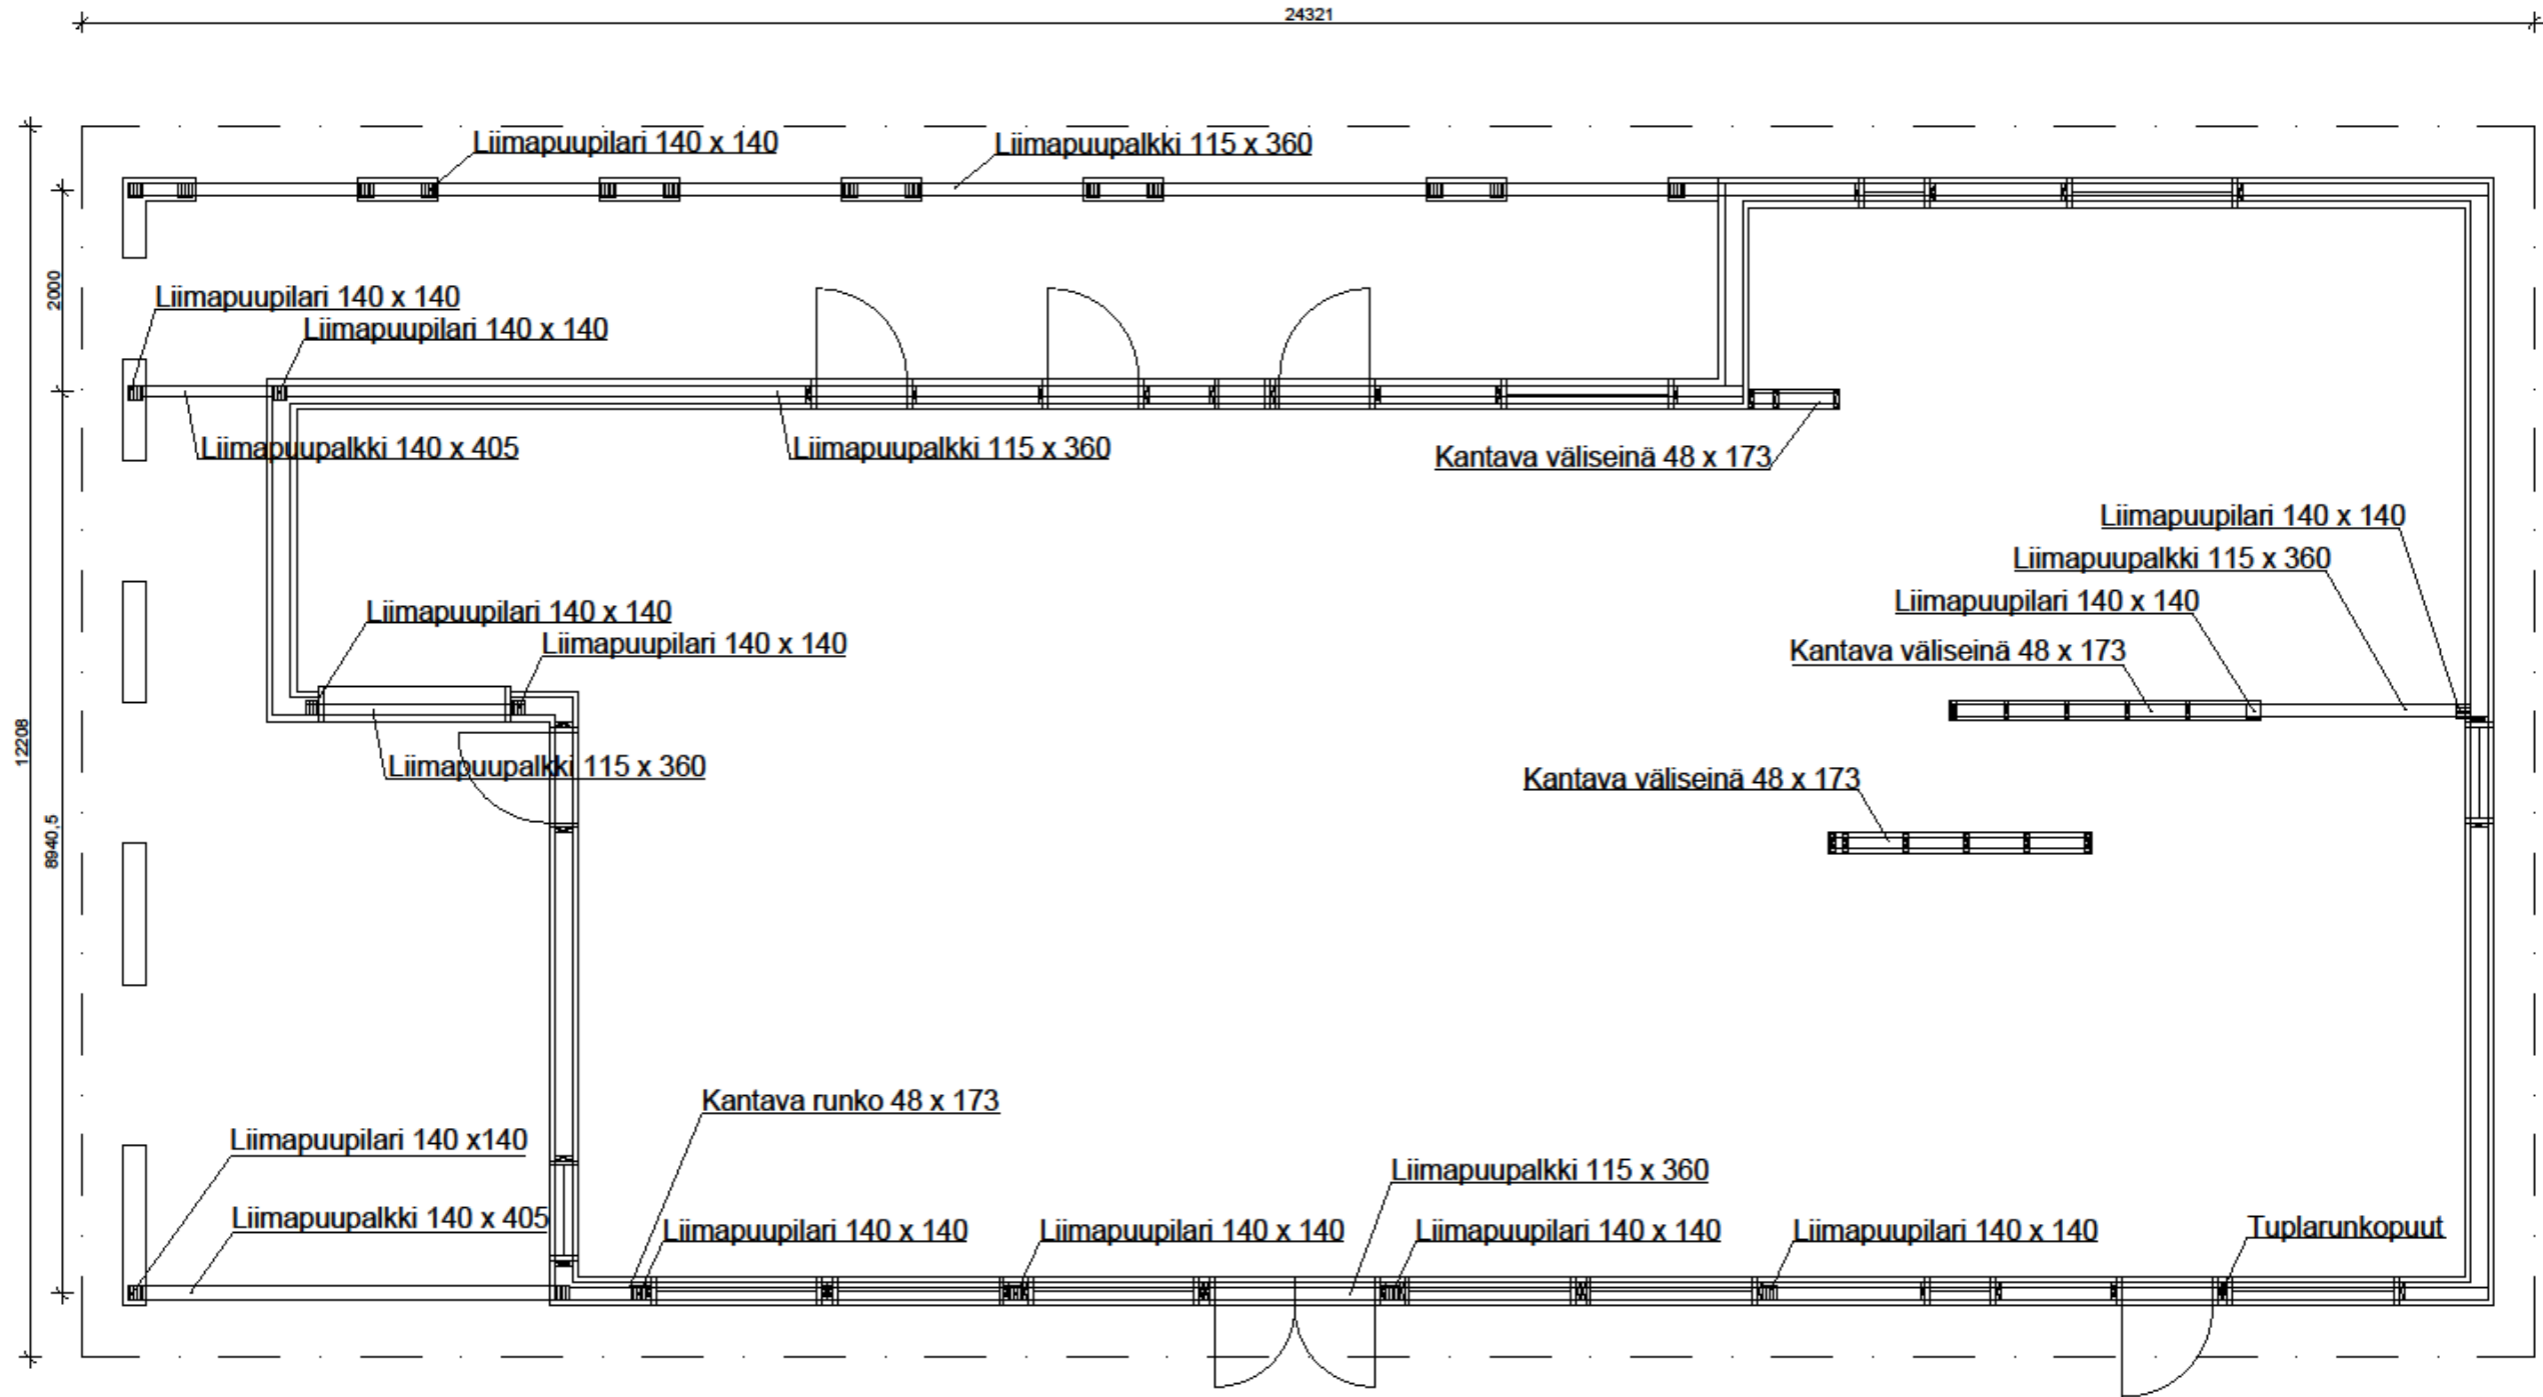 24321
Liimapuupilari 140 x 140
Liimapuupalkki 115 x 360
2000
Liimapuupilari 140 x 140
Liimapuupilari 140 x 140
Liimapuupalkki 140 x 405
Liimapuupalkki 115 x 360
Kantava väliseinä 48 x 173
Liimapuupilari 140 x 140
Liimapuupalkki 115 x 360
Liimapuupilari 140 x 140
Liimapuupilari 140 x 140
Liimapuupilari 140 x 140
Kantava väliseinä 48 x 173
12208
Liimapuupalkki 115 x 360
Kantava väliseinä 48 x 173
8940,5
Kantava runko 48 x 173
Liimapuupilari 140 x140
Liimapuupalkki 115 x 360
Liimapuupalkki 140 x 405
Liimapuupilari 140 x 140
Liimapuupilari 140 x 140
Liimapuupilari 140 x 140
Liimapuupilari 140 x 140
Tuplarunkopuut